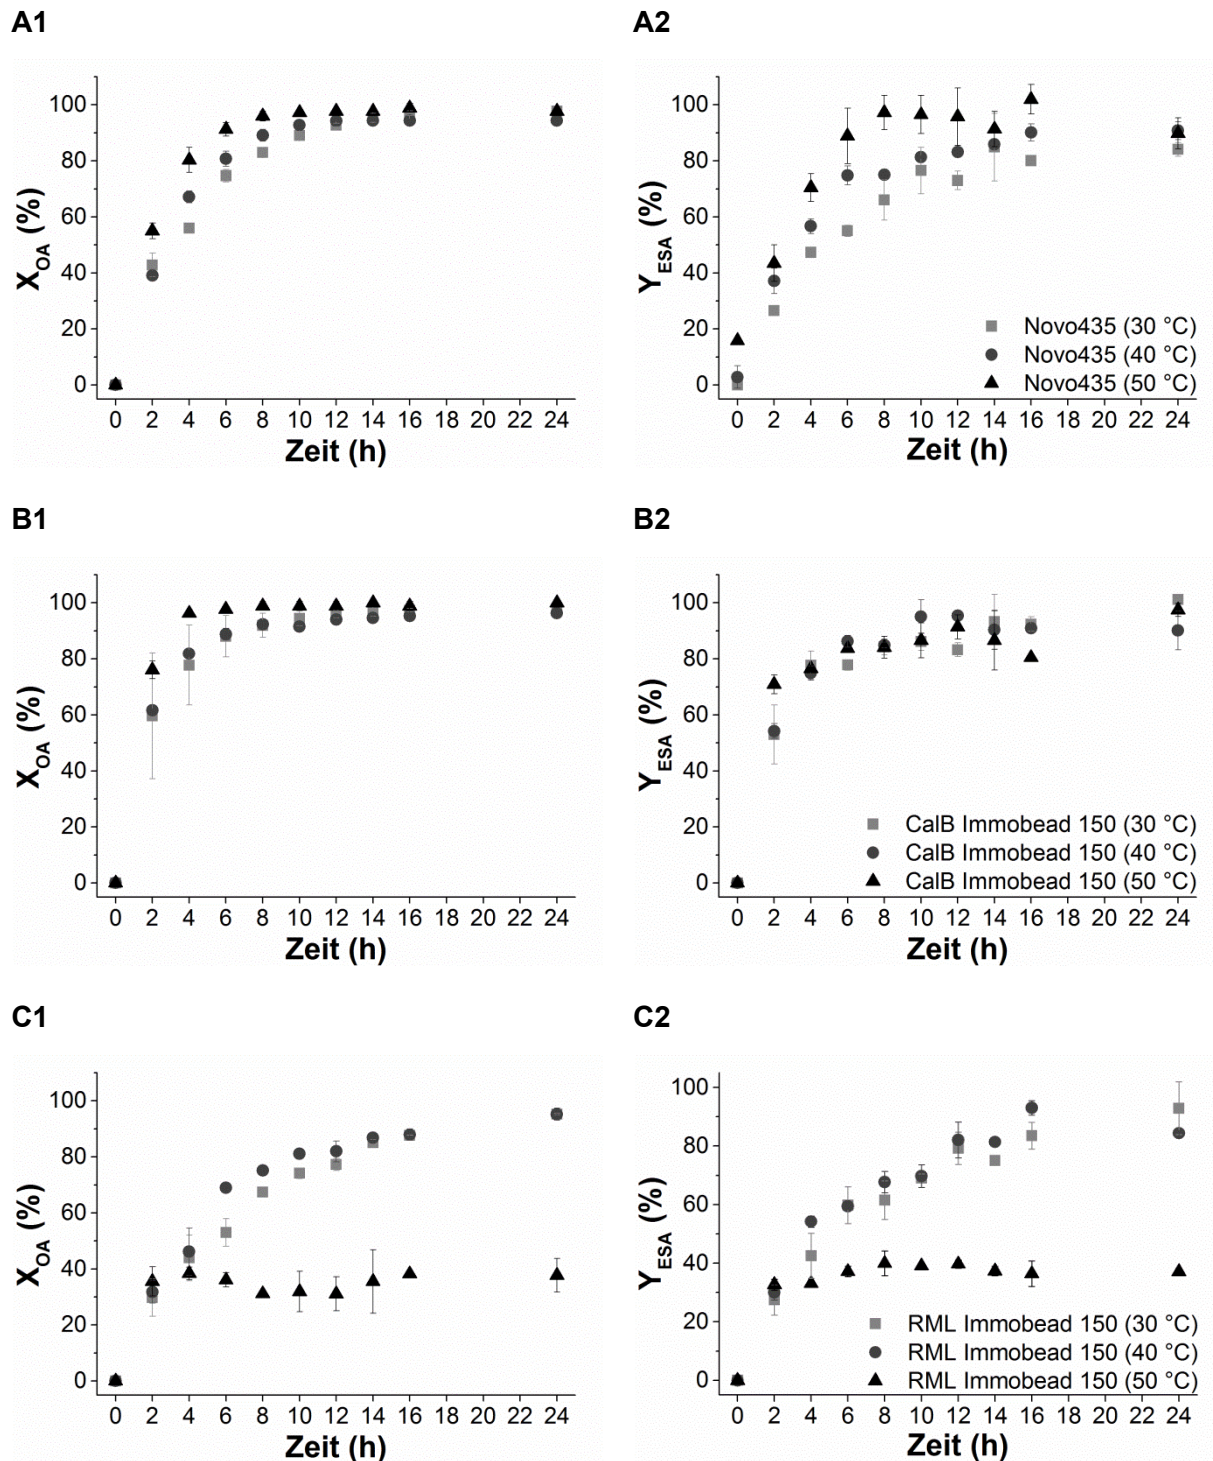 A1
A2
100
80
60
40
20
0
X_OA (%)
0 2 4 6 8 10 12 14 16 18 20 22 24
Zeit (h)
100
80
60
40
20
0
Y_ESA (%)
Novo435 (30 °C)
Novo435 (40 °C)
Novo435 (50 °C)
0 2 4 6 8 10 12 14 16 18 20 22 24
Zeit (h)
B1
B2
100
80
60
40
20
0
X_OA (%)
0 2 4 6 8 10 12 14 16 18 20 22 24
Zeit (h)
100
80
60
40
20
0
Y_ESA (%)
CalB Immobead 150 (30 °C)
CalB Immobead 150 (40 °C)
CalB Immobead 150 (50 °C)
0 2 4 6 8 10 12 14 16 18 20 22 24
Zeit (h)
C1
C2
100
80
60
40
20
0
X_OA (%)
0 2 4 6 8 10 12 14 16 18 20 22 24
Zeit (h)
100
80
60
40
20
0
Y_ESA (%)
RML Immobead 150 (30 °C)
RML Immobead 150 (40 °C)
RML Immobead 150 (50 °C)
0 2 4 6 8 10 12 14 16 18 20 22 24
Zeit (h)